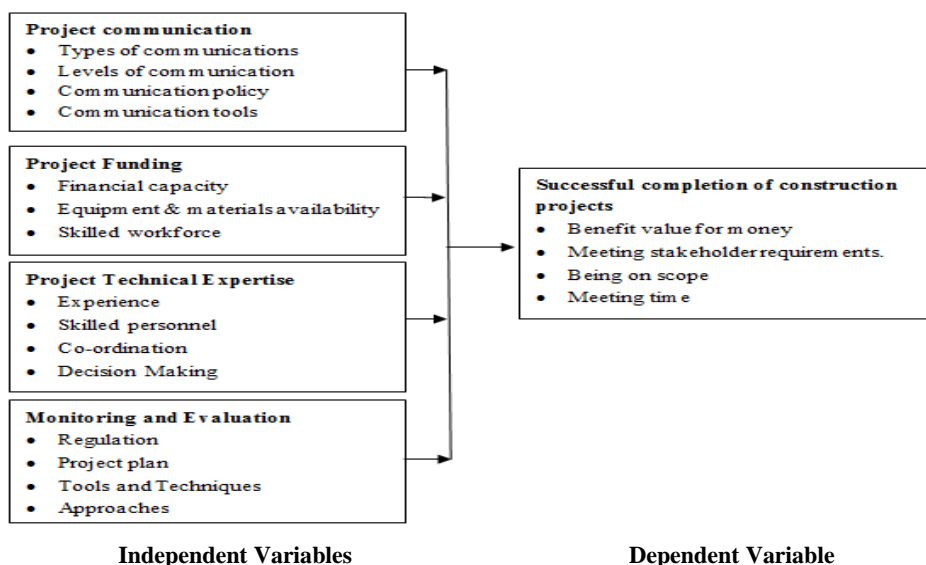 Project communication
• Types of communications
• Levels of communication
• Communication policy
• Communication tools
Project Funding
• Financial capacity
• Equipment & materials availability
• Skilled workforce
Project Technical Expertise
• Experience
• Skilled personnel
• Co-ordination
• Decision Making
Monitoring and Evaluation
• Regulation
• Project plan
• Tools and Techniques
• Approaches
Successful completion of construction
projects
• Benefit value for money
• Meeting stakeholder requirements.
• Being on scope
• Meeting time
Independent Variables
Dependent Variable